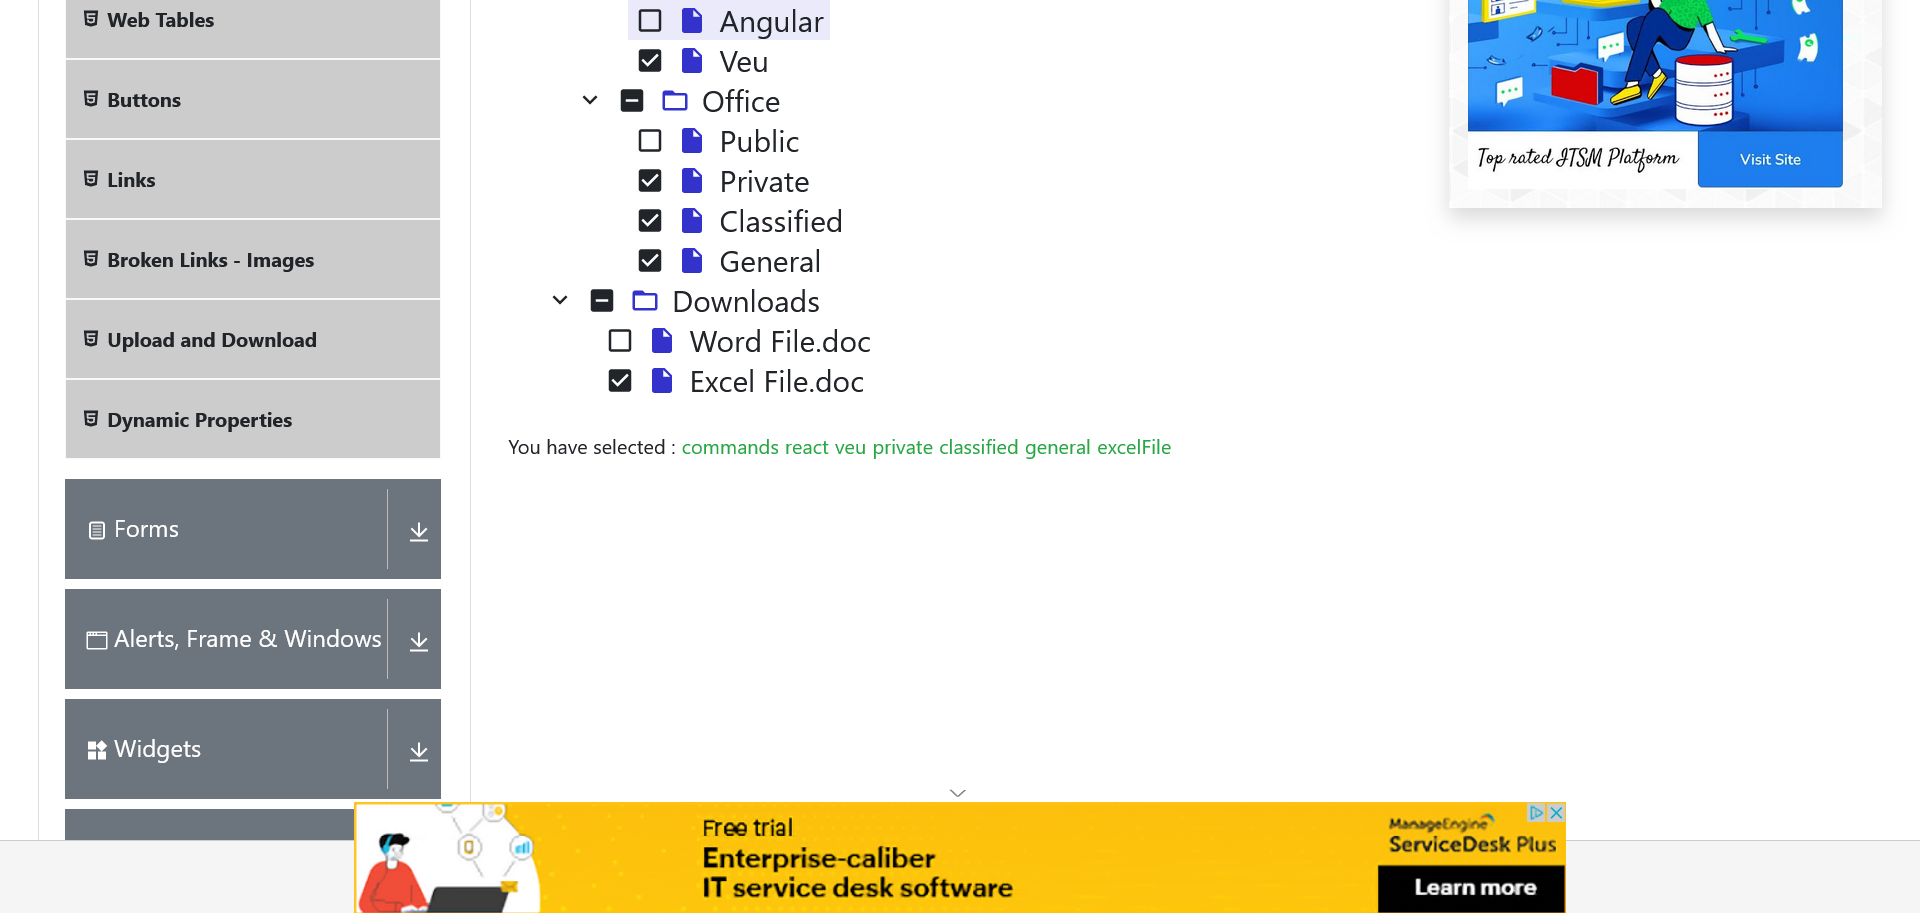 Web Tables
Buttons
Links
Broken Links - Images
Upload and Download
Dynamic Properties
Forms
Alerts, Frame & Windows
Widgets
Angular
Veu
Office
Public
Private
Classified
General
Downloads
Word File.doc
Excel File.doc
You have selected : commands react veu private classified general excelFile
Top rated ITSM Platform
Visit Site
Free trial
Enterprise-caliber
IT service desk software
ManageEngine
ServiceDesk Plus
Learn more